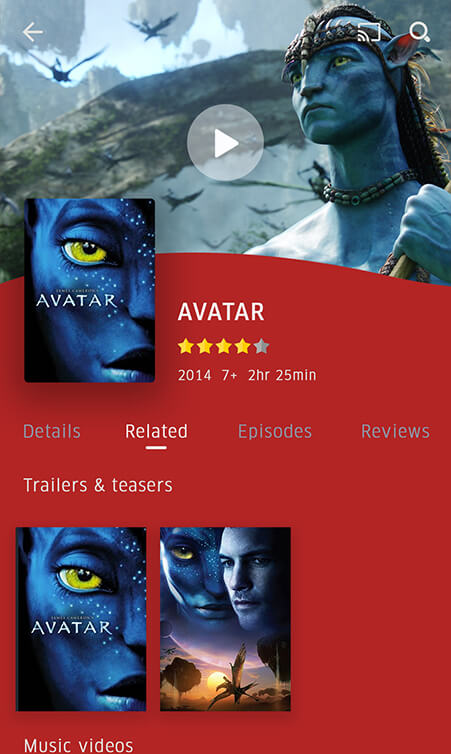 JAMES CAMERON'S
AVATAR
AVATAR
2014 7+ 2hr 25min
Details Related Episodes Reviews
Trailers & teasers
JAMES CAMERON'S
AVATAR
Music videos